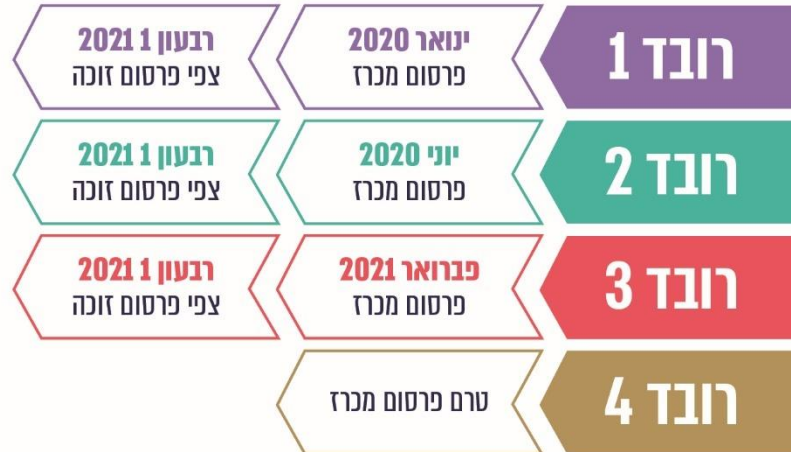 רובד 1
ינואר 2020
פרסום מכרז
רבעון 1 2021
צפי פרסום זוכה
רובד 2
יוני 2020
פרסום מכרז
רבעון 1 2021
צפי פרסום זוכה
רובד 3
פברואר 2021
פרסום מכרז
רבעון 1 2021
צפי פרסום זוכה
רובד 4
טרם פרסום מכרז